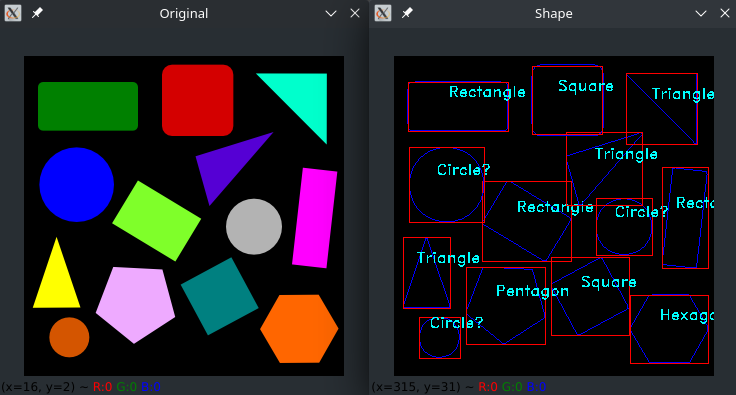 Original
Shape
Rectangle
Square
Triangle
Circle?
Triangle
Rectangle
Circle?
Recta
Triangle
Pentagon
Square
Circle?
Hexago
(x=16, y=2) ~ R:0 G:0 B:0
(x=315, y=31) ~ R:0 G:0 B:0